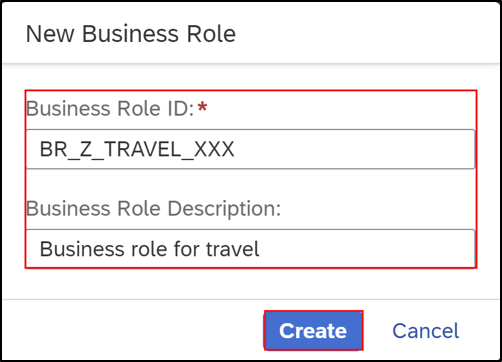 New Business Role
Business Role ID:*
BR_Z_TRAVEL_XXX
Business Role Description:
Business role for travel
Create Cancel